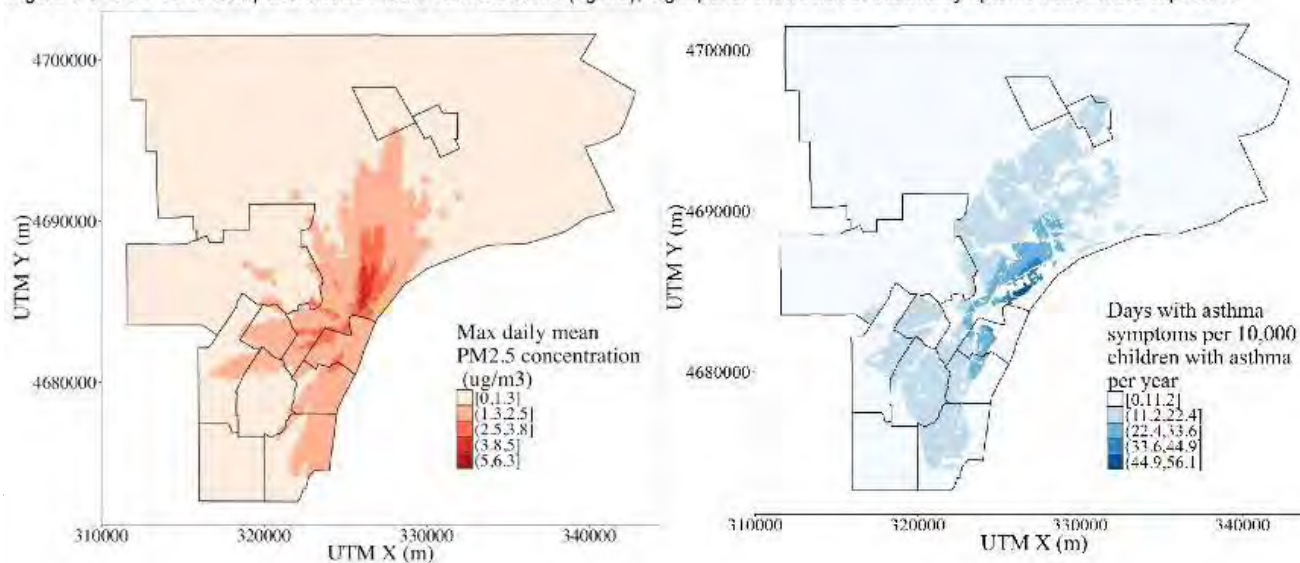 4700000
4690000
4680000
UTM Y (m)
310000 320000 330000 340000
UTM X (m)
Max daily mean
PM2.5 concentration
(ug/m3)
[0,1.3]
(1.3,2.5]
(2.5,3.8]
(3.8,5]
(5,6.3]
4700000
4690000
4680000
UTM Y (m)
310000 320000 330000 340000
UTM X (m)
Days with asthma
symptoms per 10,000
children with asthma
per year
[0,11.2]
(11.2,22.4]
(22.4,33.6]
(33.6,44.9]
(44.9,56.1]